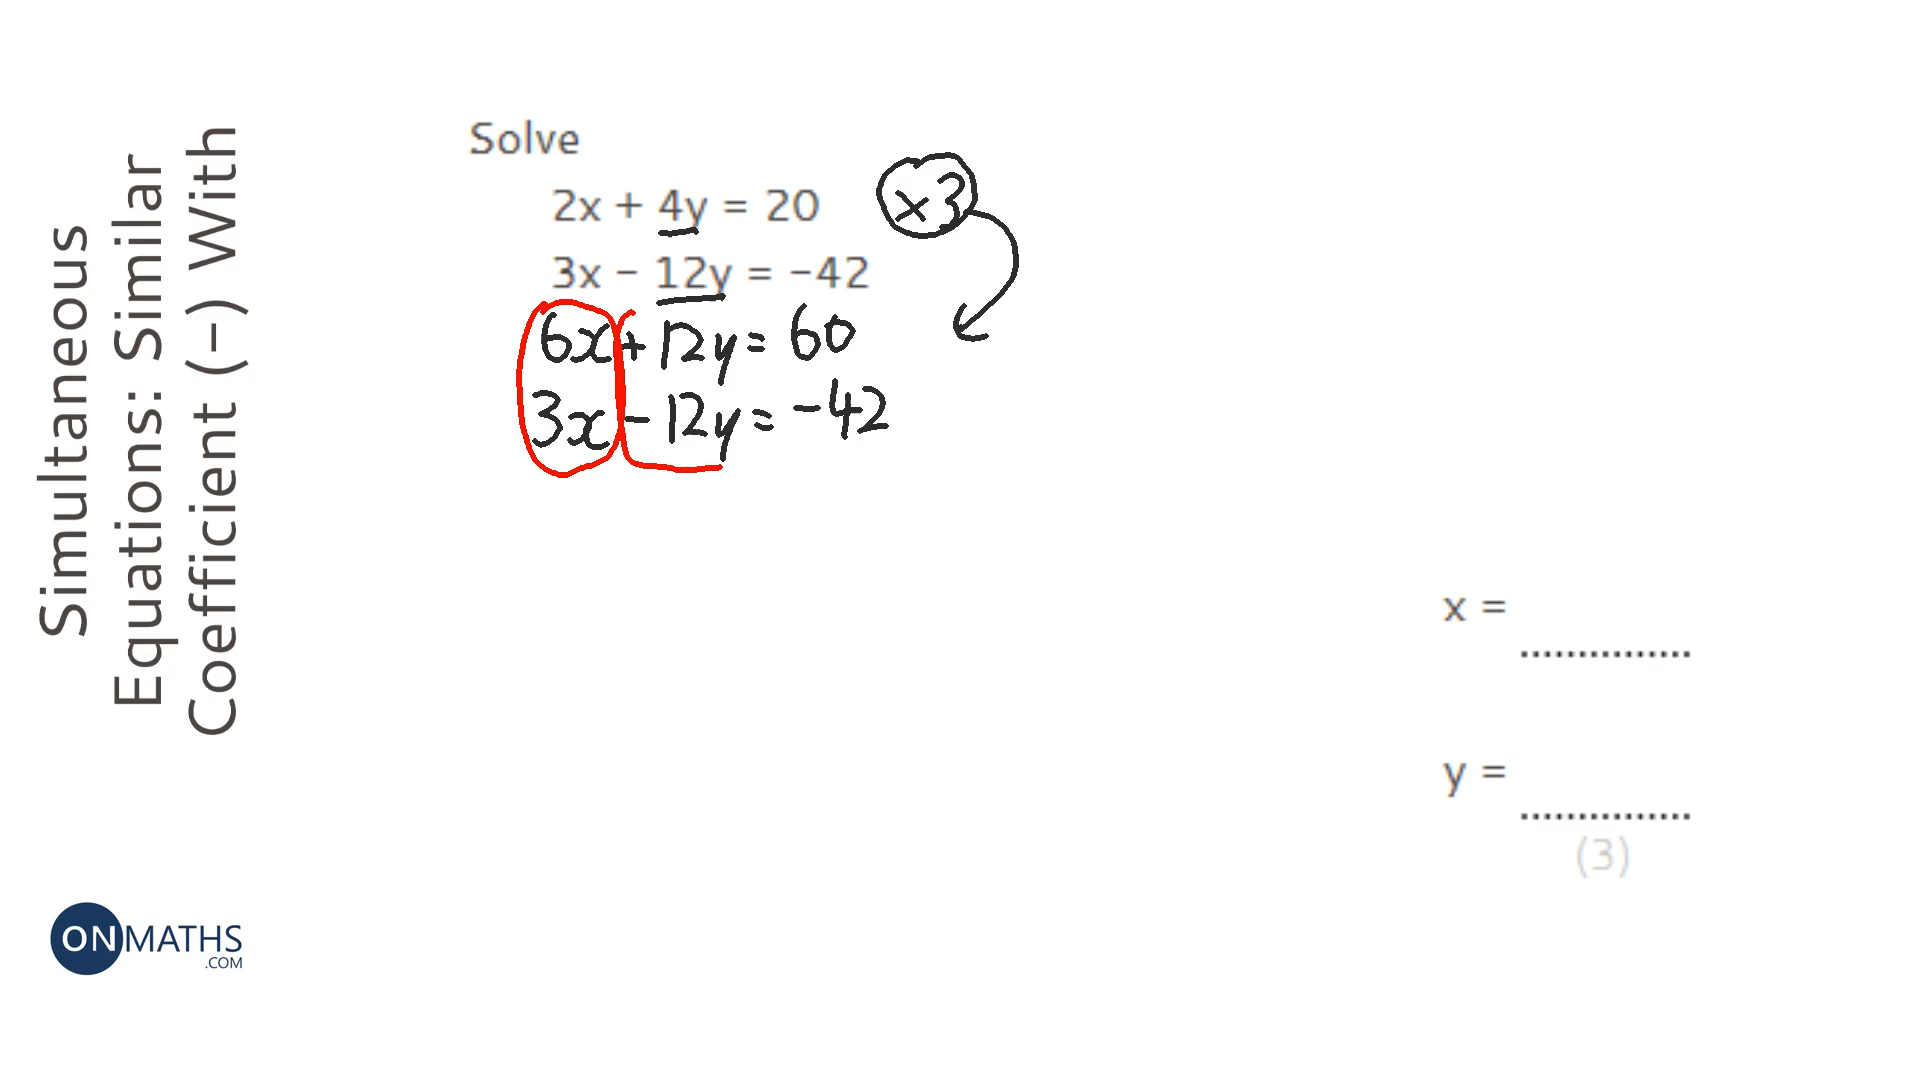 Simultaneous
Equations: Similar
Coefficient (-) With
Solve
2x + 4y = 20
×3
3x - 12y = -42
6x + 12y = 60
3x - 12y = -42
x = ...............
y = ...............
(3)
ONMATHS
.COM